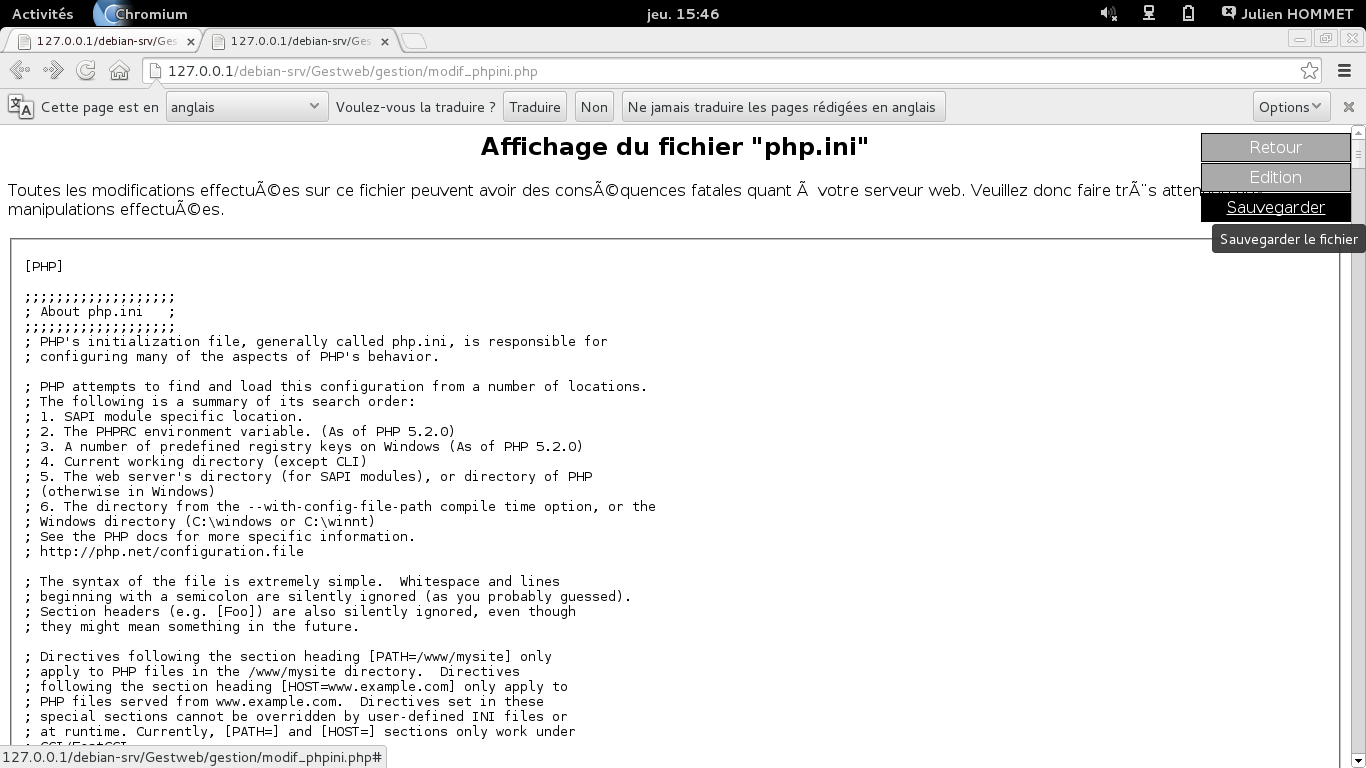 Activités Chromium jeu. 15:46 Julien HOMMET
127.0.0.1/debian-srv/Ges 127.0.0.1/debian-srv/Ges
127.0.0.1/debian-srv/Gestweb/gestion/modif_phpini.php
Cette page est en anglais Voulez-vous la traduire ? Traduire Non Ne jamais traduire les pages rédigées en anglais Options
Affichage du fichier "php.ini"
Retour
Edition
Sauvegarder
Sauvegarder le fichier
Toutes les modifications effectuÃ©es sur ce fichier peuvent avoir des consÃ©quences fatales quant Ã  votre serveur web. Veuillez donc faire trÃ¨s
manipulations effectuÃ©es.
[PHP]
;;;;;;;;;;;;;;;;;;;
; About php.ini   ;
;;;;;;;;;;;;;;;;;;;
; PHP's initialization file, generally called php.ini, is responsible for
; configuring many of the aspects of PHP's behavior.
; PHP attempts to find and load this configuration from a number of locations.
; The following is a summary of its search order:
; 1. SAPI module specific location.
; 2. The PHPRC environment variable. (As of PHP 5.2.0)
; 3. A number of predefined registry keys on Windows (As of PHP 5.2.0)
; 4. Current working directory (except CLI)
; 5. The web server's directory (for SAPI modules), or directory of PHP
; (otherwise in Windows)
; 6. The directory from the --with-config-file-path compile time option, or the
; Windows directory (C:\windows or C:\winnt)
; See the PHP docs for more specific information.
; http://php.net/configuration.file
; The syntax of the file is extremely simple.  Whitespace and lines
; beginning with a semicolon are silently ignored (as you probably guessed).
; Section headers (e.g. [Foo]) are also silently ignored, even though
; they might mean something in the future.
; Directives following the section heading [PATH=/www/mysite] only
; apply to PHP files in the /www/mysite directory.  Directives
; following the section heading [HOST=www.example.com] only apply to
; PHP files served from www.example.com.  Directives set in these
; special sections cannot be overridden by user-defined INI files or
; at runtime. Currently, [PATH=] and [HOST=] sections only work under
127.0.0.1/debian-srv/Gestweb/gestion/modif_phpini.php#